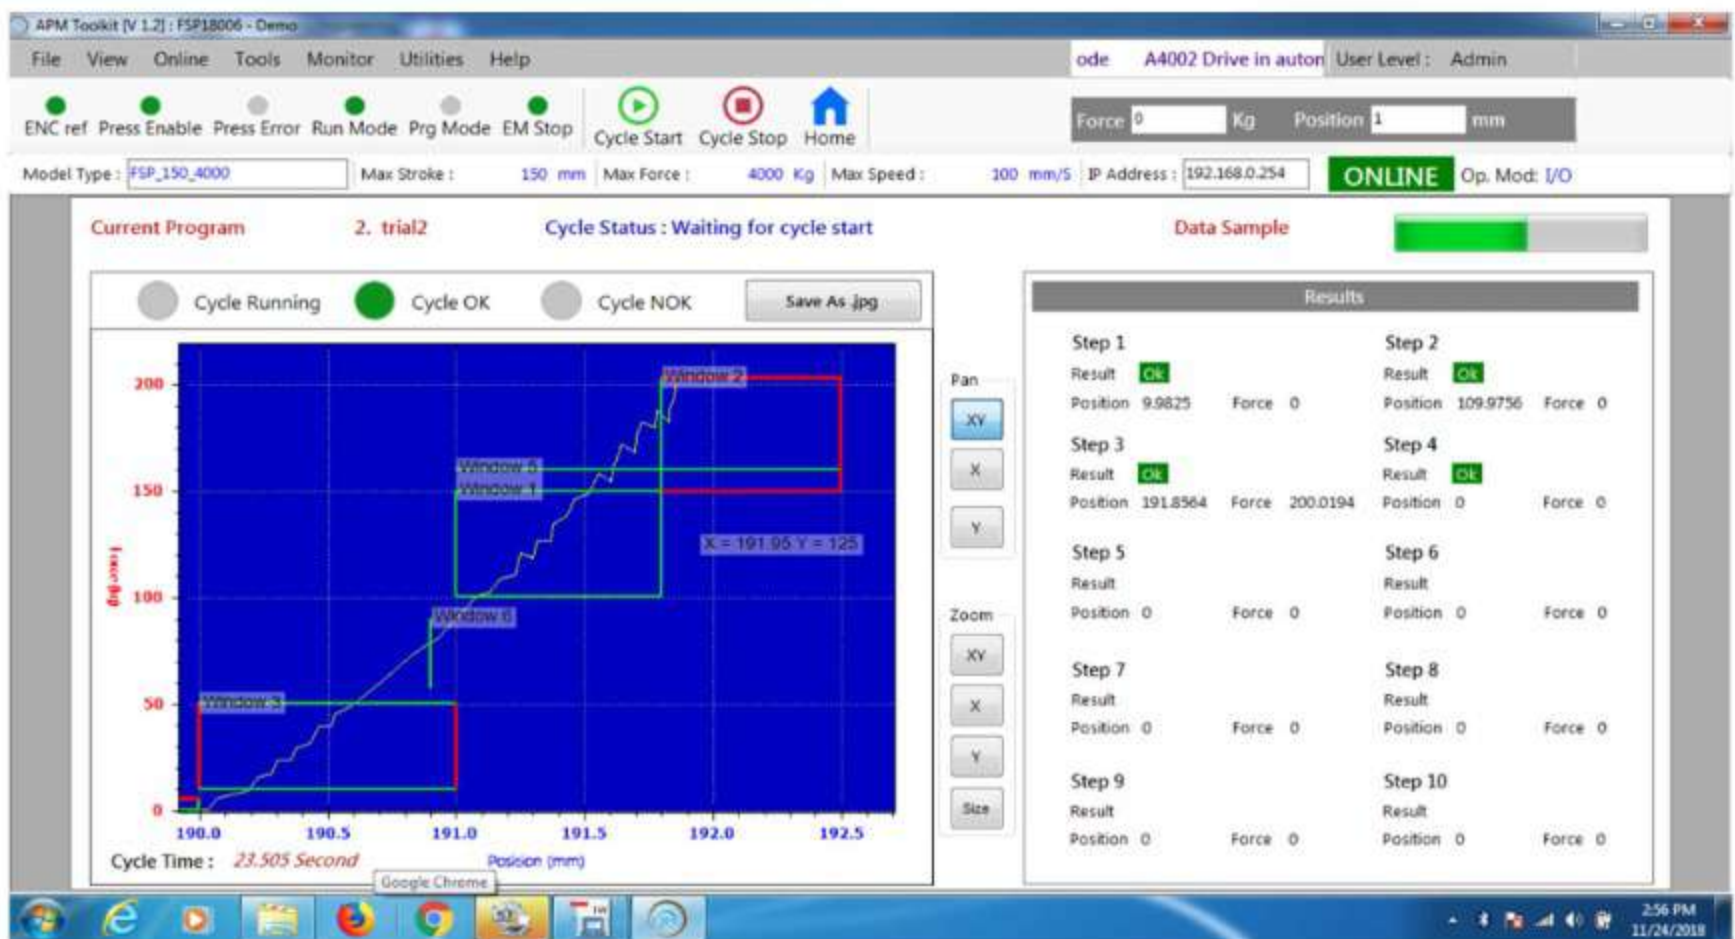 APM Toolkit [V 1.2] : FSP18006 - Demo
File View Online Tools Monitor Utilities Help
ode A4002 Drive in auton User Level : Admin
ENC ref Press Enable Press Error Run Mode Prg Mode EM Stop Cycle Start Cycle Stop Home
Force 0 Kg Position 1 mm
Model Type : FSP_150_4000 Max Stroke : 150 mm Max Force : 4000 Kg Max Speed : 100 mm/S IP Address : 192.168.0.254 ONLINE Op. Mod: I/O
Current Program 2. trial2 Cycle Status : Waiting for cycle start Data Sample
Cycle Running Cycle OK Cycle NOK Save As .jpg
Window 2
200
Window 5
Window 1
150
X = 191.95 Y = 125
100
Window 6
Window 3
50
0
190.0 190.5 191.0 191.5 192.0 192.5
Posision (mm)
Cycle Time : 23.505 Second
Google Chrome
Pan
XY
X
Y
Zoom
XY
X
Y
Size
Results
Step 1 Step 2
Result Ok Result Ok
Position 9.9825 Force 0 Position 109.9756 Force 0
Step 3 Step 4
Result Ok Result Ok
Position 191.8564 Force 200.0194 Position 0 Force 0
Step 5 Step 6
Result Result
Position 0 Force 0 Position 0 Force 0
Step 7 Step 8
Result Result
Position 0 Force 0 Position 0 Force 0
Step 9 Step 10
Result Result
Position 0 Force 0 Position 0 Force 0
2:56 PM
11/24/2018